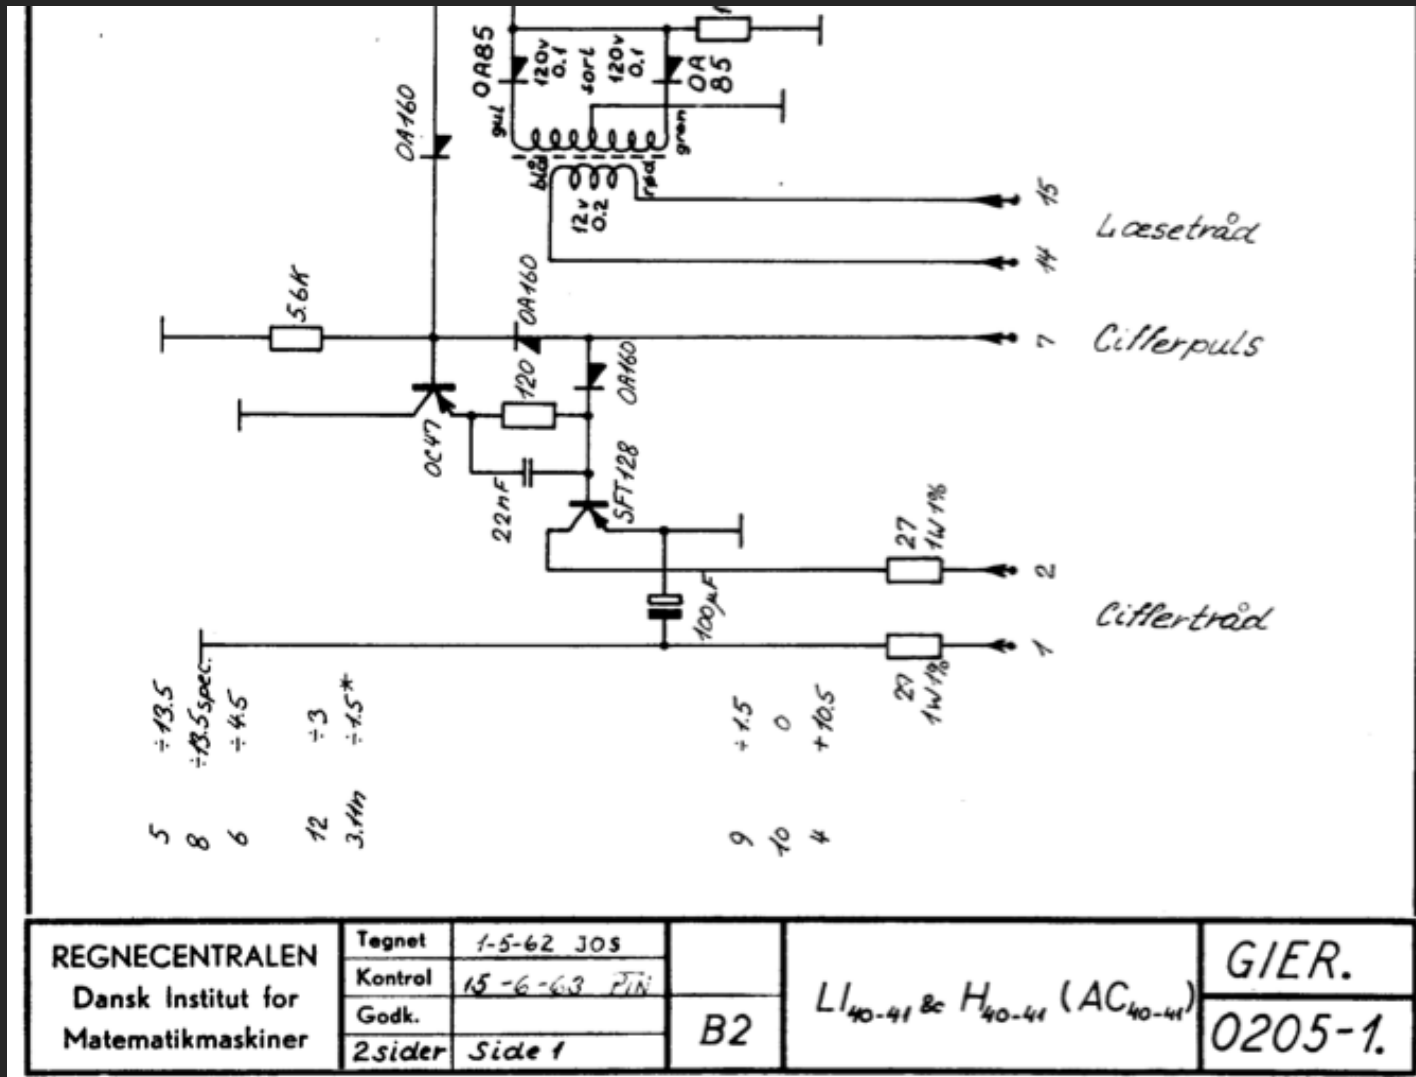 OA85
120v
0.1
sort
120v
0.1
OA
85
OA160
gul
grøn
blå
rød
12v
0.2
15
Læsetråd
14
5.6K
OA160
7
Cifferpuls
120
OA160
OC47
22nF
SFT128
27
1W 1%
2
100µF
Ciffertråd
1
27
1W 1%
5 ÷13.5
8 ÷13.5 spec.
6 ÷4.5
12 ÷3
÷1.5*
9 +1.5
10 0
4 +10.5
REGNECENTRALEN
Dansk Institut for
Matematikmaskiner
Tegnet 1-5-62 JOS
Kontrol 15-6-63
Godk.
2 sider Side 1
B2
LI40-41 & H40-41 (AC40-41)
GIER.
0205-1.